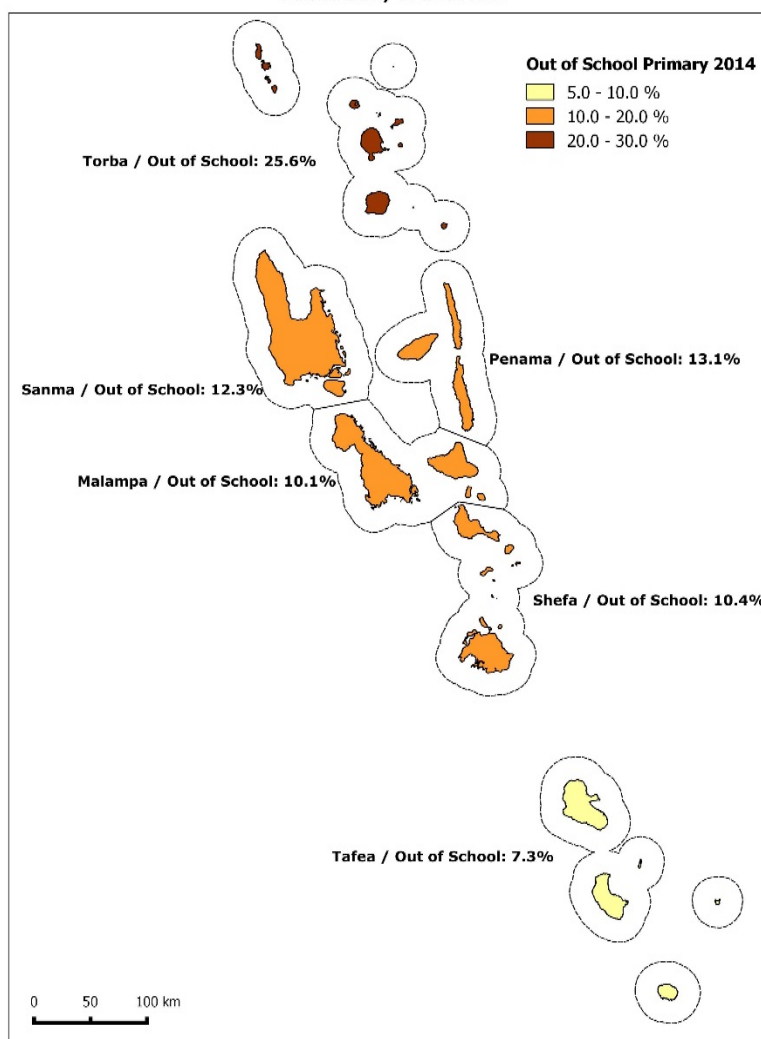 Out of School Primary 2014
5.0 - 10.0 %
10.0 - 20.0 %
20.0 - 30.0 %
Torba / Out of School: 25.6%
Penama / Out of School: 13.1%
Sanma / Out of School: 12.3%
Malampa / Out of School: 10.1%
Shefa / Out of School: 10.4%
Tafea / Out of School: 7.3%
0 50 100 km